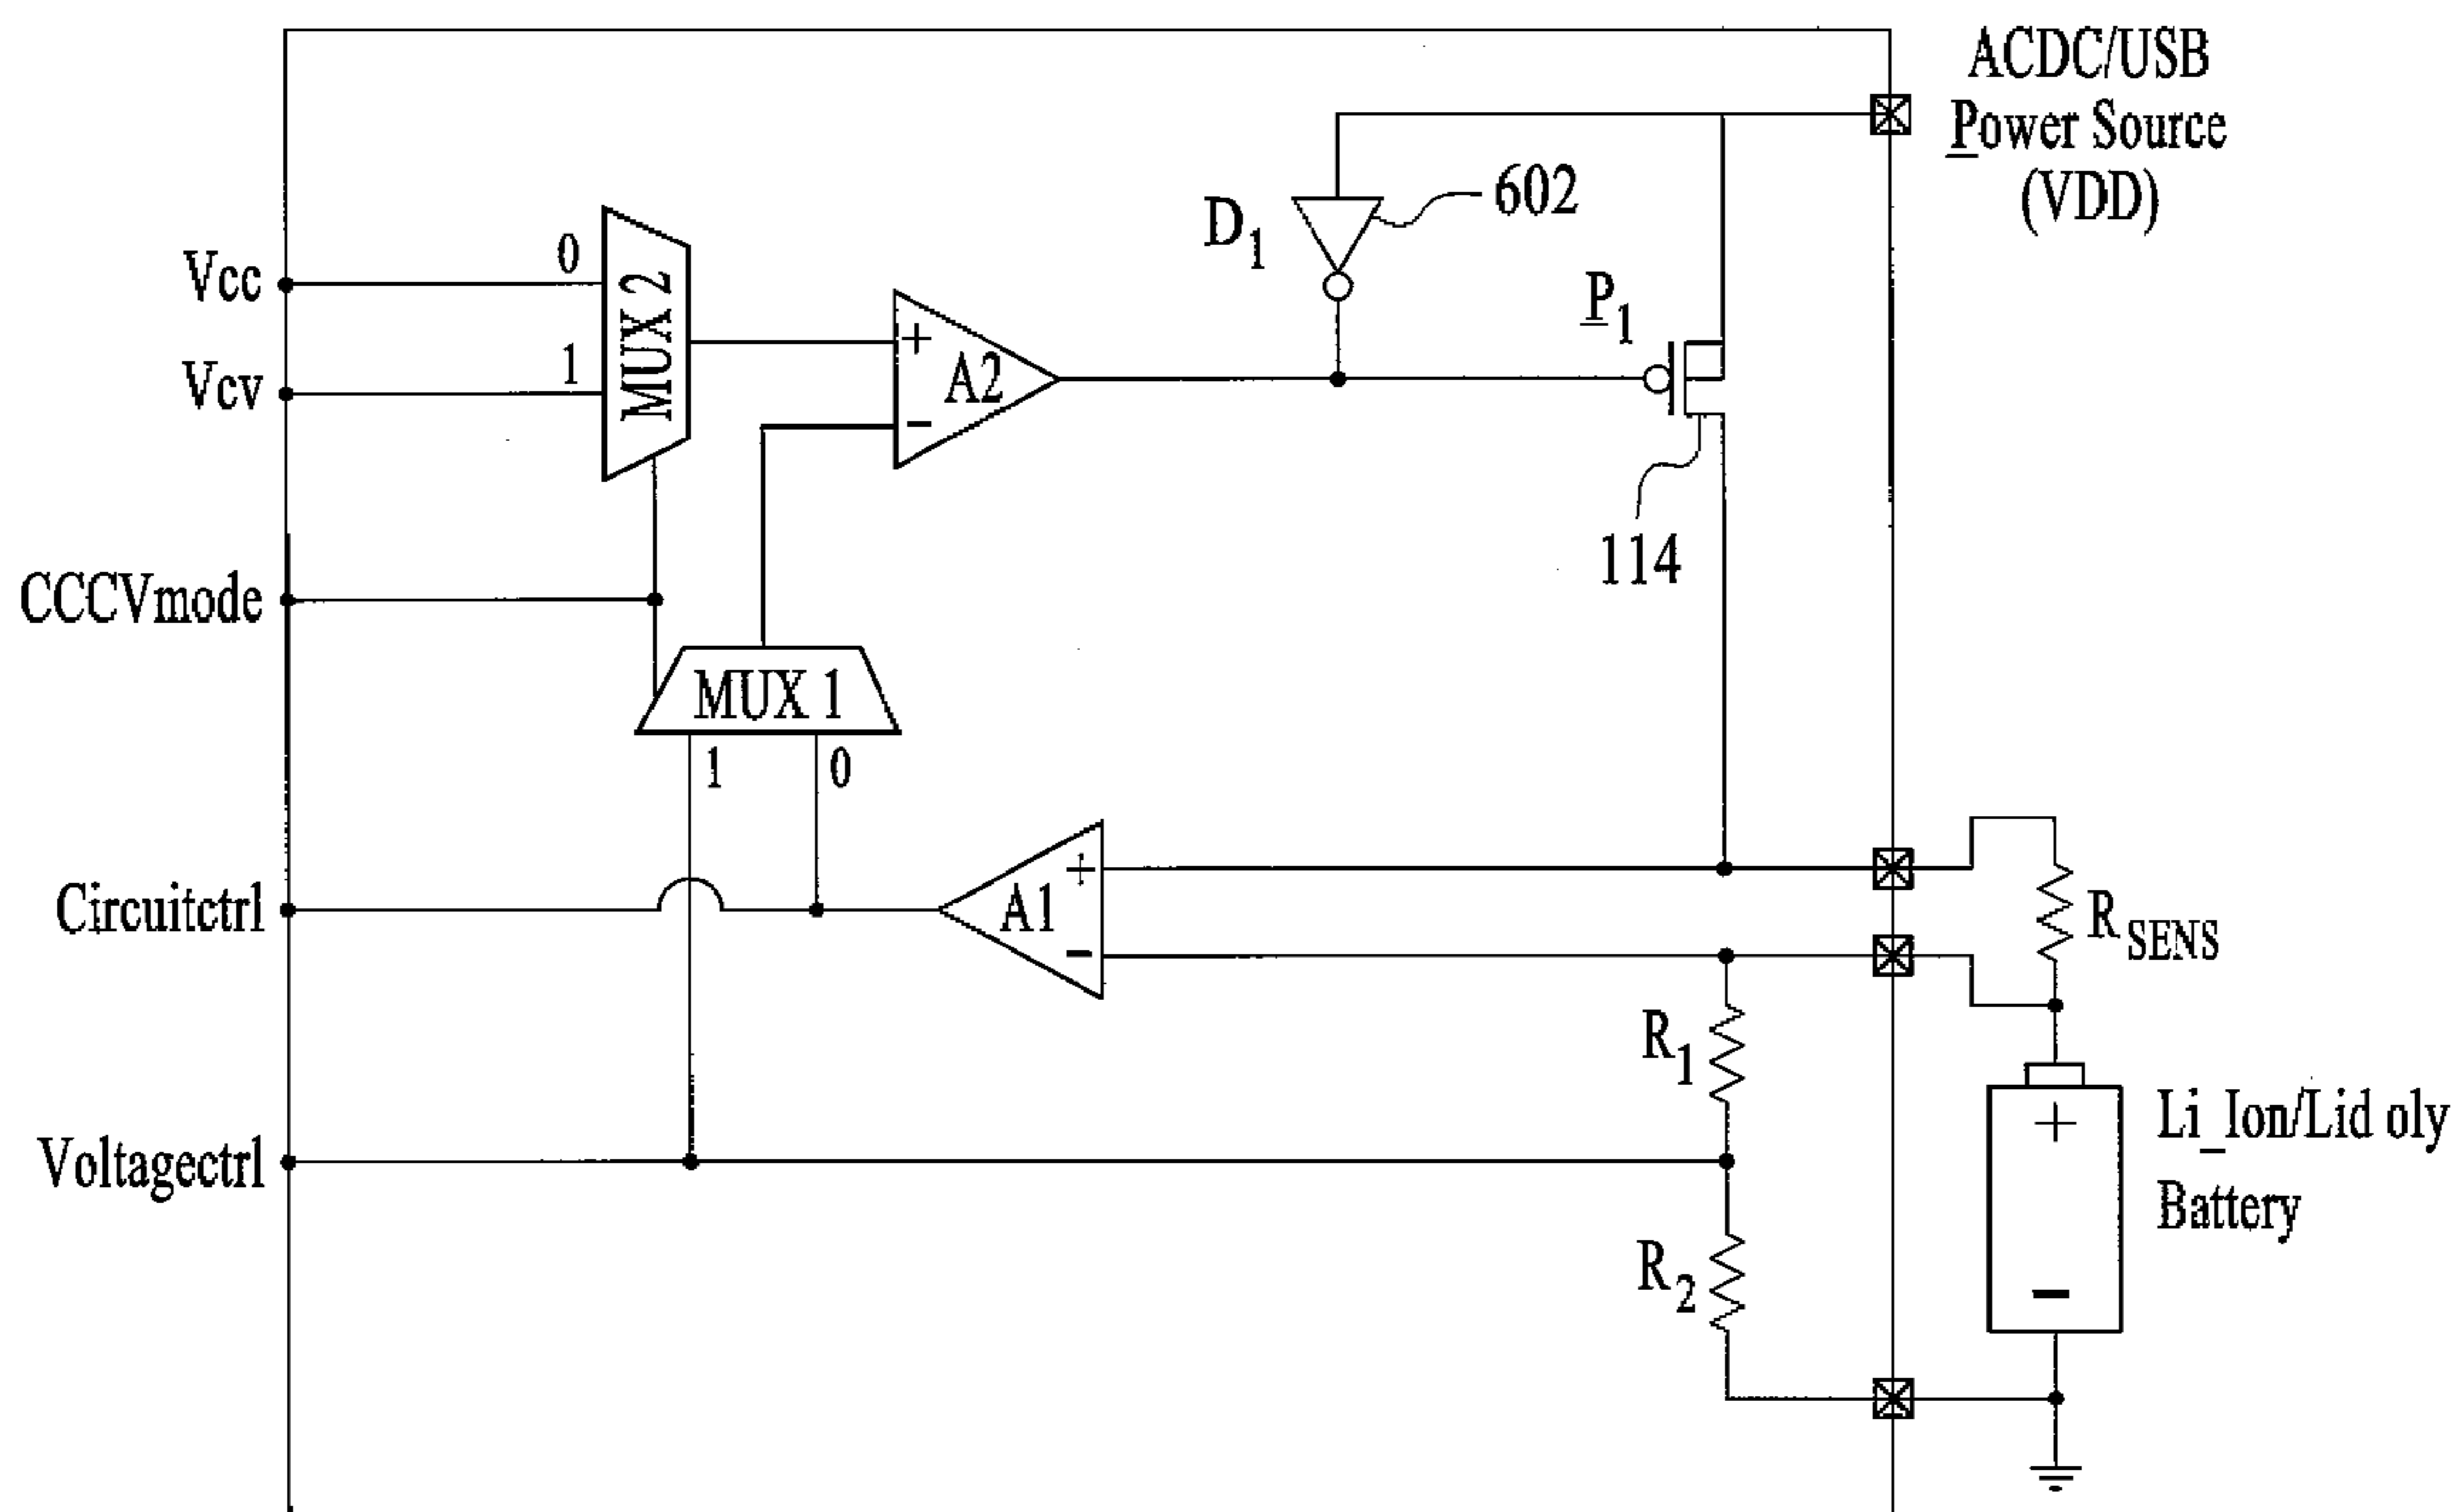 ACDC/USB
Power Source
(VDD)
D1
602
P1
Vcc
0
Vcv
1
MUX 2
+
A2
-
114
CCCVmode
MUX 1
1
0
Circuitctrl
A1
+
-
RSENS
R1
Voltagectrl
R2
+
Li_Ion/Lid oly
Battery
-